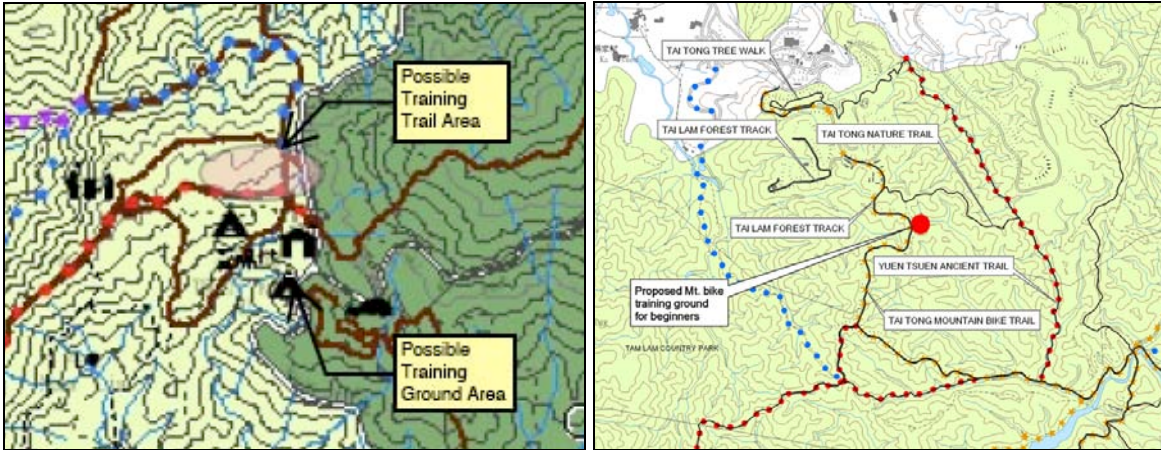 Possible
Training
Trail Area
Possible
Training
Ground Area
TAI TONG TREE WALK
TAI LAM FOREST TRACK
TAI TONG NATURE TRAIL
TAI LAM FOREST TRACK
YUEN TSUEN ANCIENT TRAIL
Proposed Mt. bike
training ground
for beginners
TAI TONG MOUNTAIN BIKE TRAIL
TAM LAM COUNTRY PARK